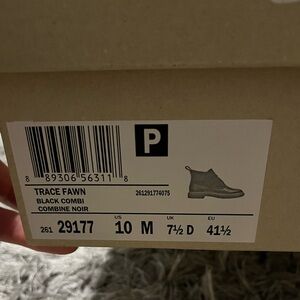 P
8 89306 56311 8
TRACE FAWN
261291774075
BLACK COMBI
COMBINE NOIR
US UK EU
261 29177 10 M 7½ D 41½